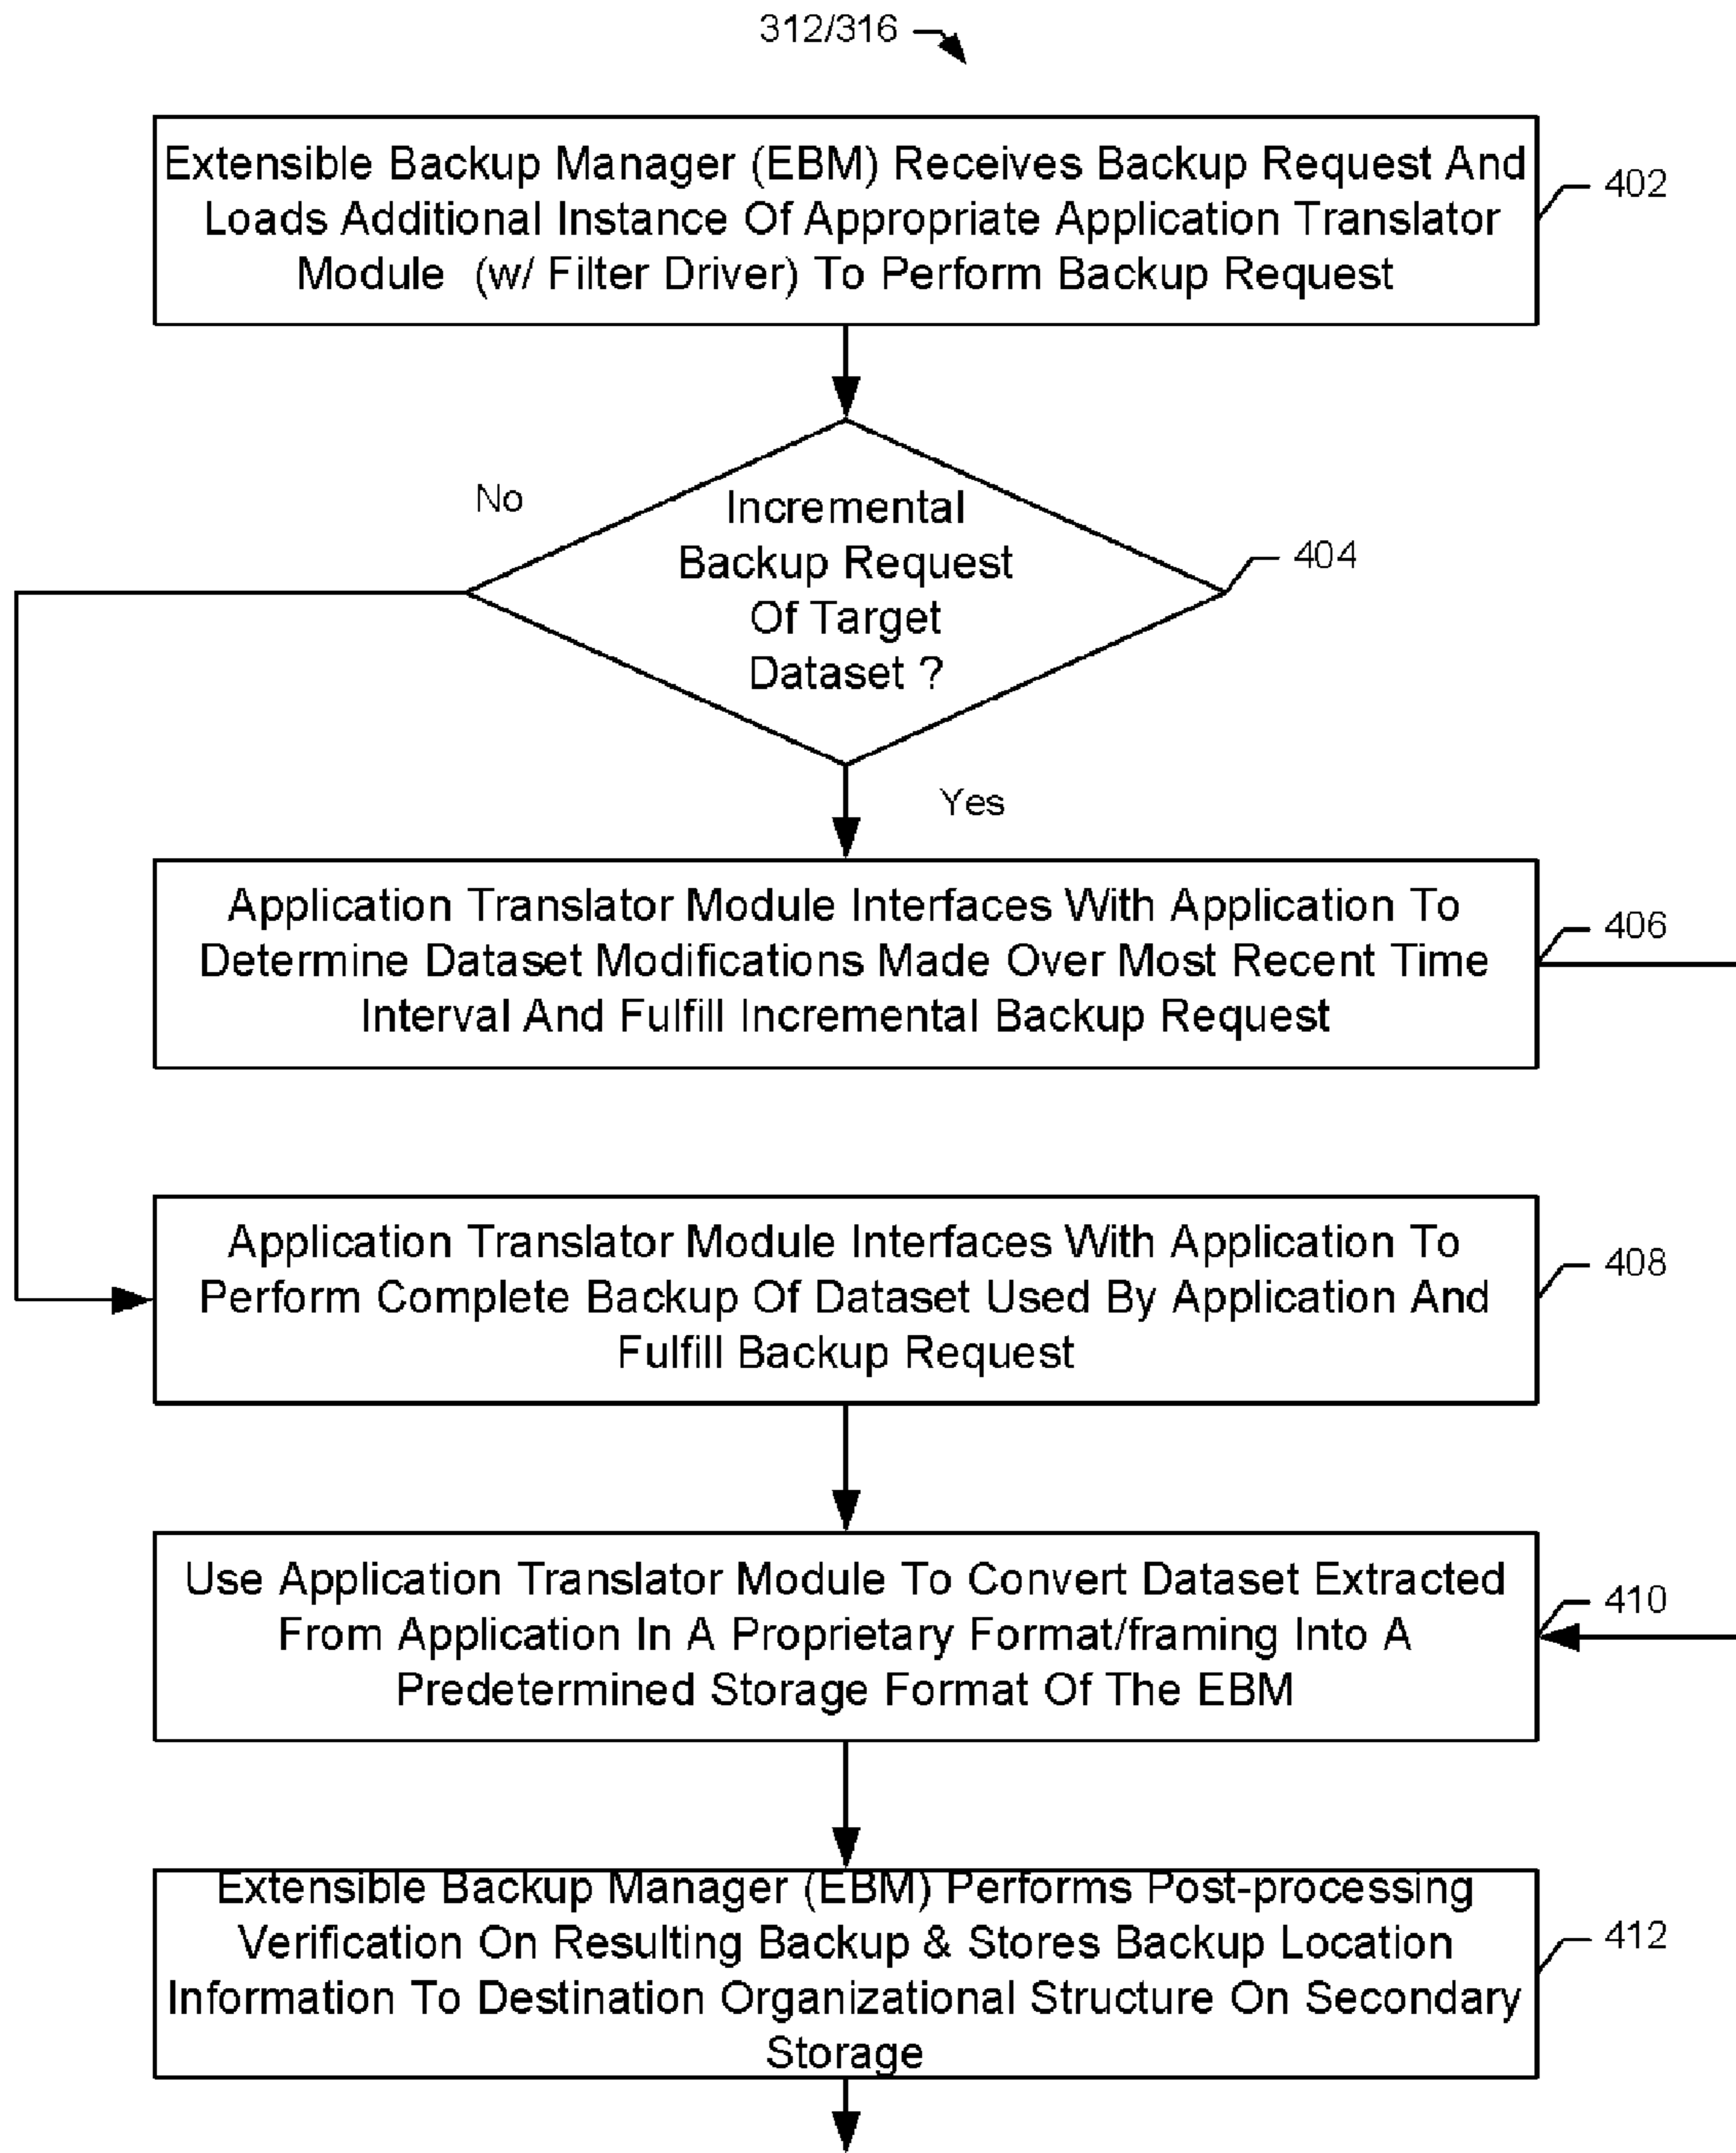 312/316
Extensible Backup Manager (EBM) Receives Backup Request And
Loads Additional Instance Of Appropriate Application Translator
Module (w/ Filter Driver) To Perform Backup Request
402
No
Incremental
Backup Request
Of Target
Dataset ?
404
Yes
Application Translator Module Interfaces With Application To
Determine Dataset Modifications Made Over Most Recent Time
Interval And Fulfill Incremental Backup Request
406
Application Translator Module Interfaces With Application To
Perform Complete Backup Of Dataset Used By Application And
Fulfill Backup Request
408
Use Application Translator Module To Convert Dataset Extracted
From Application In A Proprietary Format/framing Into A
Predetermined Storage Format Of The EBM
410
Extensible Backup Manager (EBM) Performs Post-processing
Verification On Resulting Backup & Stores Backup Location
Information To Destination Organizational Structure On Secondary
Storage
412